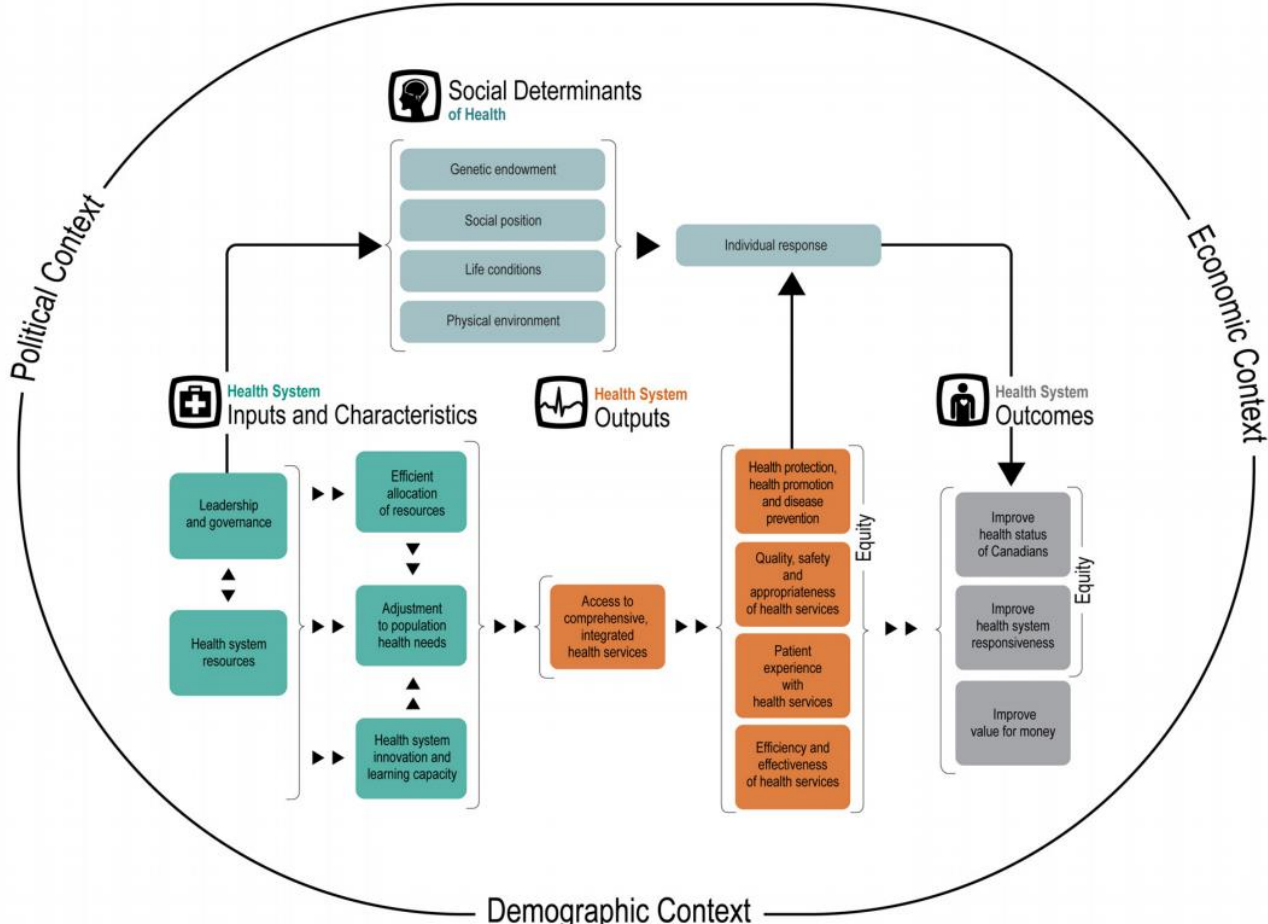 Social Determinants
of Health
Genetic endowment
Social position
Life conditions
Physical environment
Individual response
Political Context
Economic Context
Demographic Context
Health System
Inputs and Characteristics
Leadership
and governance
Health system
resources
Efficient
allocation
of resources
Adjustment
to population
health needs
Health system
innovation and
learning capacity
Health System
Outputs
Access to
comprehensive,
integrated
health services
Health protection,
health promotion
and disease
prevention
Quality, safety
and
appropriateness
of health services
Patient
experience
with
health services
Efficiency and
effectiveness
of health services
Equity
Health System
Outcomes
Improve
health status
of Canadians
Improve
health system
responsiveness
Improve
value for money
Equity